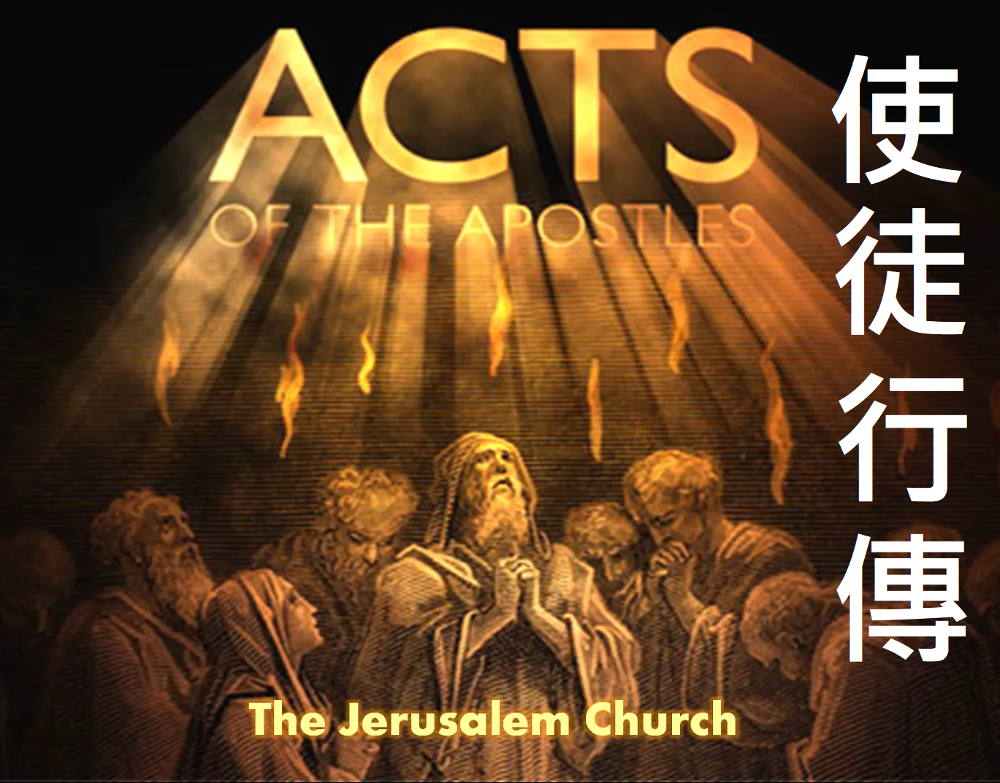 ACTS
OF THE APOSTLES
使徒行傳
The Jerusalem Church